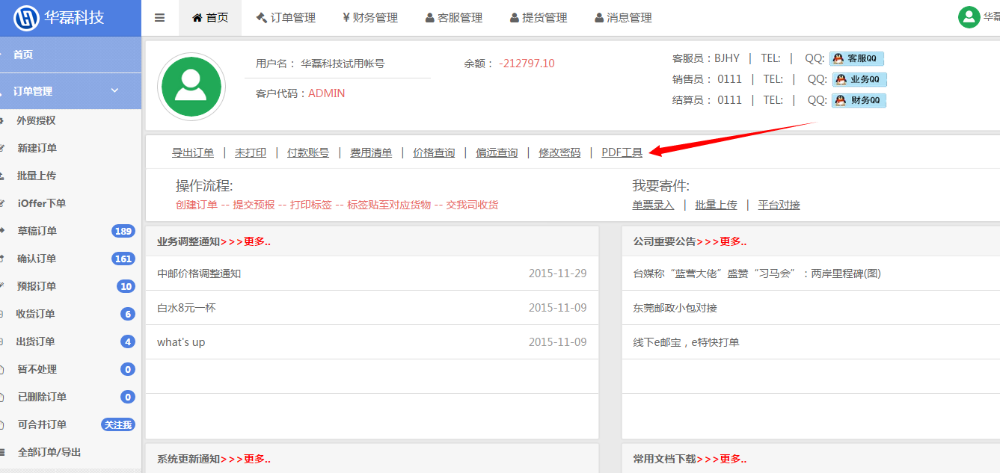 华磊科技
首页 订单管理 ¥ 财务管理 客服管理 提货管理 消息管理
首页
订单管理
外贸授权
新建订单
批量上传
iOffer下单
草稿订单 189
确认订单 161
预报订单 10
收货订单 6
出货订单 4
暂不处理 0
已删除订单 0
可合并订单 关注我
全部订单/导出
用户名： 华磊科技试用帐号 余额： -212797.10
客户代码：ADMIN
客服员：BJHY | TEL: | QQ: 客服QQ
销售员： 0111 | TEL: | QQ: 业务QQ
结算员： 0111 | TEL: | QQ: 财务QQ
导出订单 | 未打印 | 付款账号 | 费用清单 | 价格查询 | 偏远查询 | 修改密码 | PDF工具
操作流程:
创建订单 -- 提交预报 -- 打印标签 -- 标签贴至对应货物 -- 交我司收货
我要寄件:
单票录入 | 批量上传 | 平台对接
业务调整通知>>>更多..
中邮价格调整通知 2015-11-29
白水8元一杯 2015-11-09
what's up 2015-11-09
公司重要公告>>>更多..
台媒称“蓝营大佬”盛赞“习马会”：两岸里程碑(图)
东莞邮政小包对接
线下e邮宝，e特快打单
系统更新通知>>>更多..
常用文档下载>>>更多..